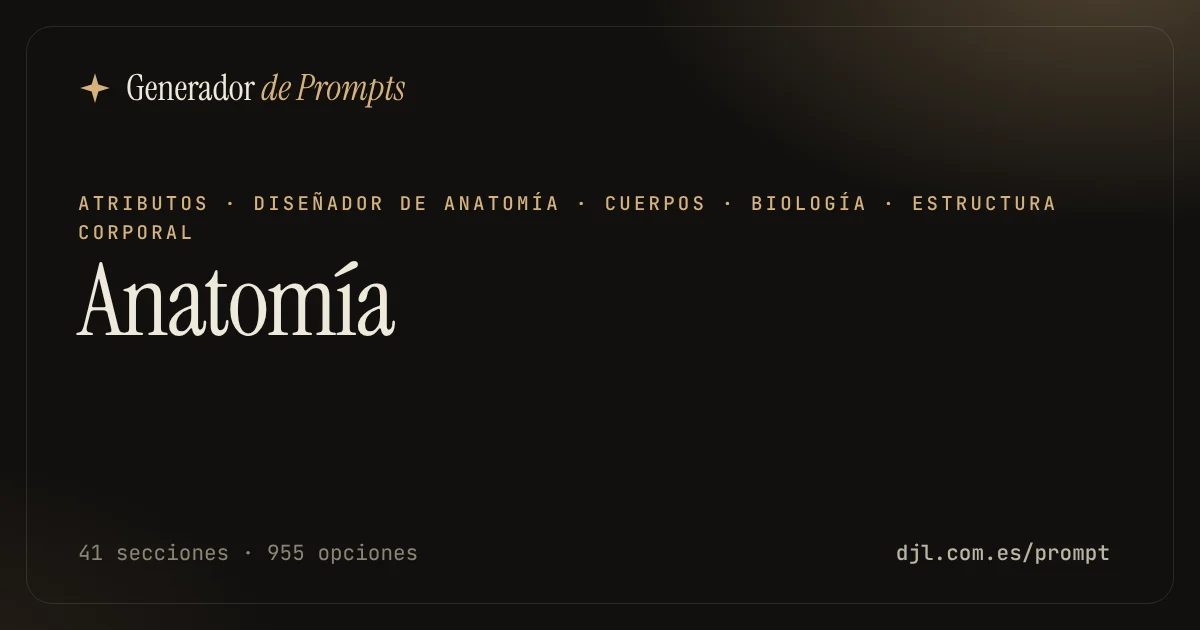 Generador de Prompts
ATRIBUTOS · DISEÑADOR DE ANATOMÍA · CUERPOS · BIOLOGÍA · ESTRUCTURA
CORPORAL
Anatomía
41 secciones · 955 opciones
djl.com.es/prompt